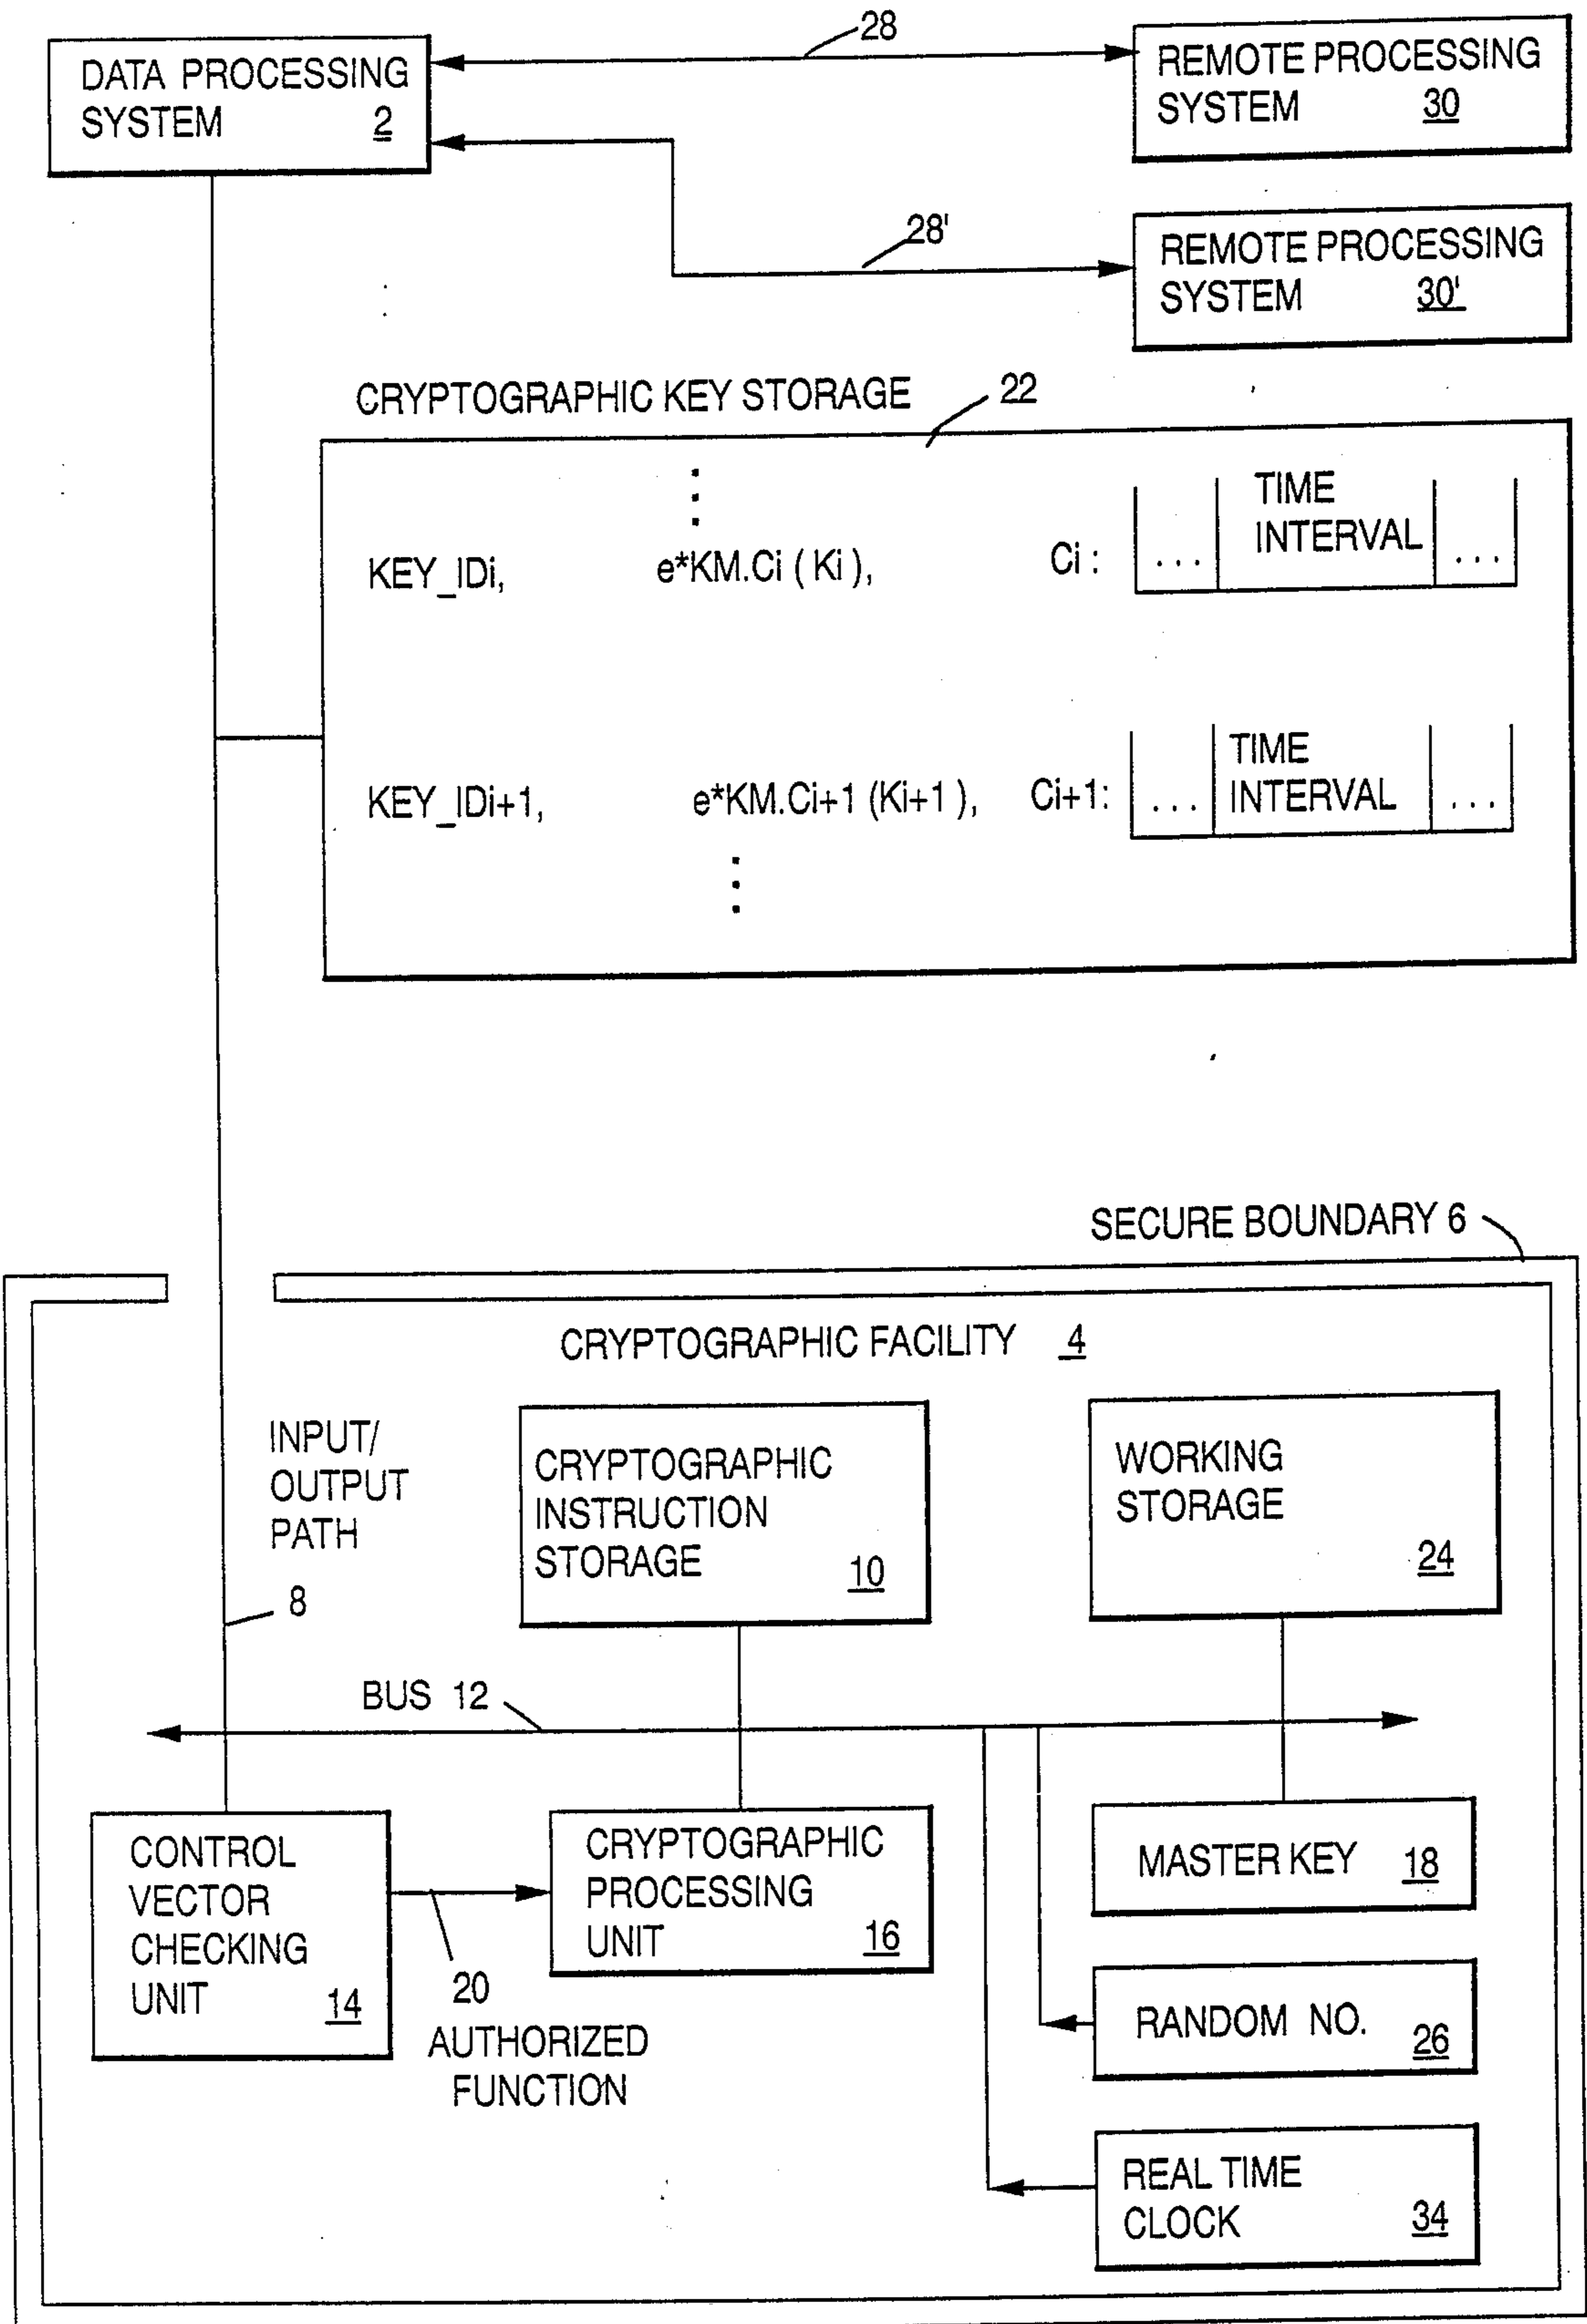 28
DATA PROCESSING
SYSTEM 2
REMOTE PROCESSING
SYSTEM 30
28'
REMOTE PROCESSING
SYSTEM 30'
CRYPTOGRAPHIC KEY STORAGE 22
KEY_IDi, e*KM.Ci ( Ki ), Ci : ... TIME
INTERVAL ...
KEY_IDi+1, e*KM.Ci+1 (Ki+1 ), Ci+1: ... TIME
INTERVAL ...
SECURE BOUNDARY 6
CRYPTOGRAPHIC FACILITY 4
INPUT/
OUTPUT
PATH
8
CRYPTOGRAPHIC
INSTRUCTION
STORAGE 10
WORKING
STORAGE
24
BUS 12
CONTROL
VECTOR
CHECKING
UNIT 14
20
AUTHORIZED
FUNCTION
CRYPTOGRAPHIC
PROCESSING
UNIT 16
MASTER KEY 18
RANDOM NO. 26
REAL TIME
CLOCK 34